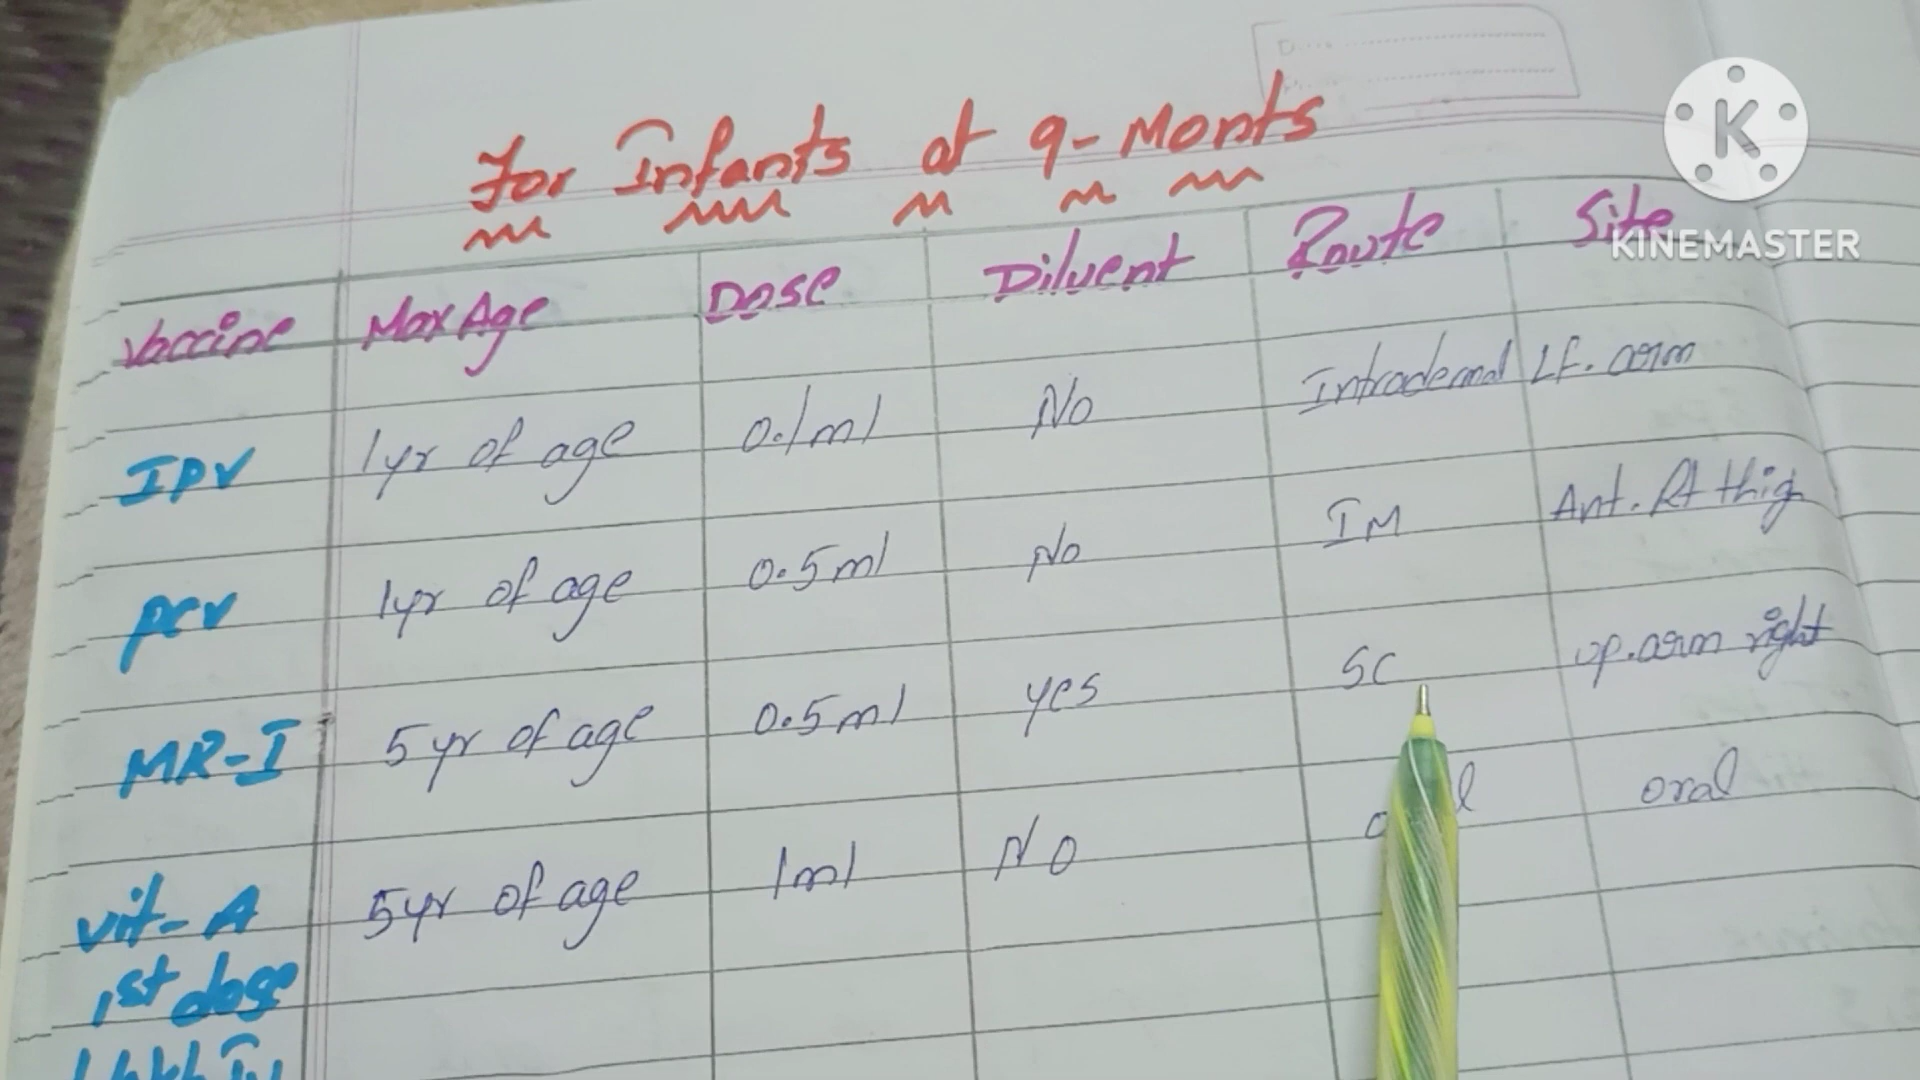 For Infants at 9-Monts
Vaccine Max Age Dose Diluent Route Site
IPV 1yr of age 0.1ml No Intradermal Lf. arm
PCV 1yr of age 0.5ml No IM Ant. Rt thig
MR-I 5yr of age 0.5ml yes SC up.arm right
vit-A 5yr of age 1ml NO oral
1st dose
K
KINEMASTER